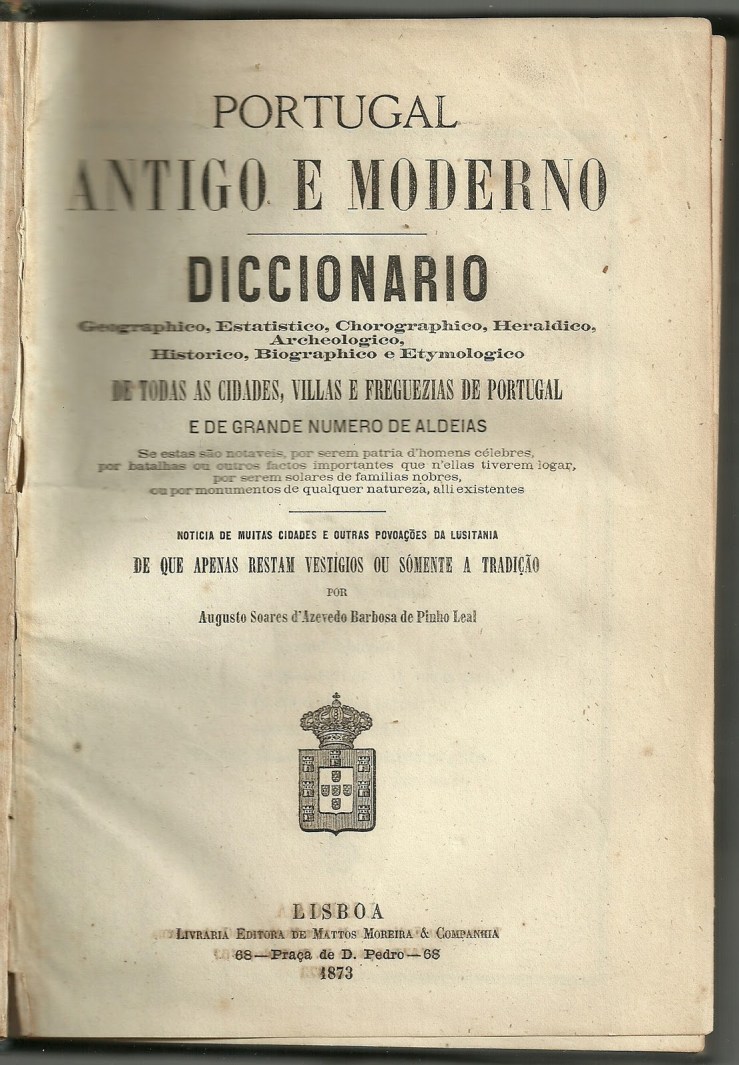 PORTUGAL
ANTIGO E MODERNO
DICCIONARIO
Geographico, Estatistico, Chorographico, Heraldico,
Archeologico,
Historico, Biographico e Etymologico
DE TODAS AS CIDADES, VILLAS E FREGUEZIAS DE PORTUGAL
E DE GRANDE NUMERO DE ALDEIAS
Se estas são notaveis, por serem patria d'homens célebres,
por batalhas ou outros factos importantes que n'ellas tiverem logar,
por serem solares de familias nobres,
ou por monumentos de qualquer natureza, alli existentes
NOTICIA DE MUITAS CIDADES E OUTRAS POVOAÇÕES DA LUSITANIA
DE QUE APENAS RESTAM VESTÍGIOS OU SÓMENTE A TRADIÇÃO
POR
Augusto Soares d'Azevedo Barbosa de Pinho Leal
LISBOA
LIVRARIA EDITORA DE MATTOS MOREIRA & COMPANHIA
68—Praça de D. Pedro—68
1873